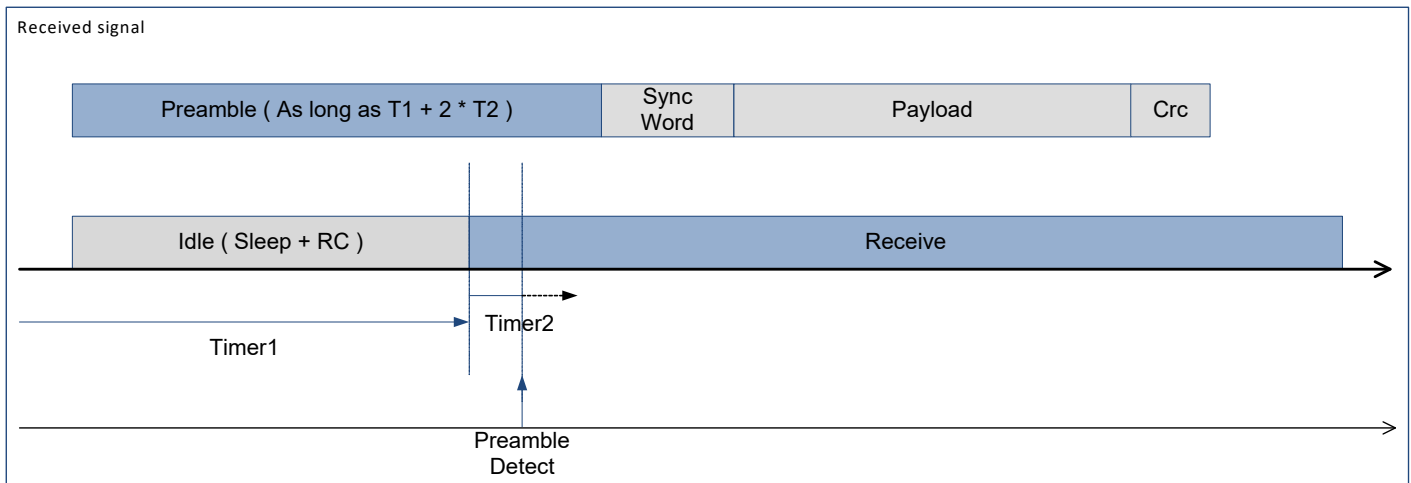 Received signal
Preamble ( As long as T1 + 2 * T2 )
Sync
Word
Payload
Crc
Idle ( Sleep + RC )
Receive
Timer2
Timer1
Preamble
Detect